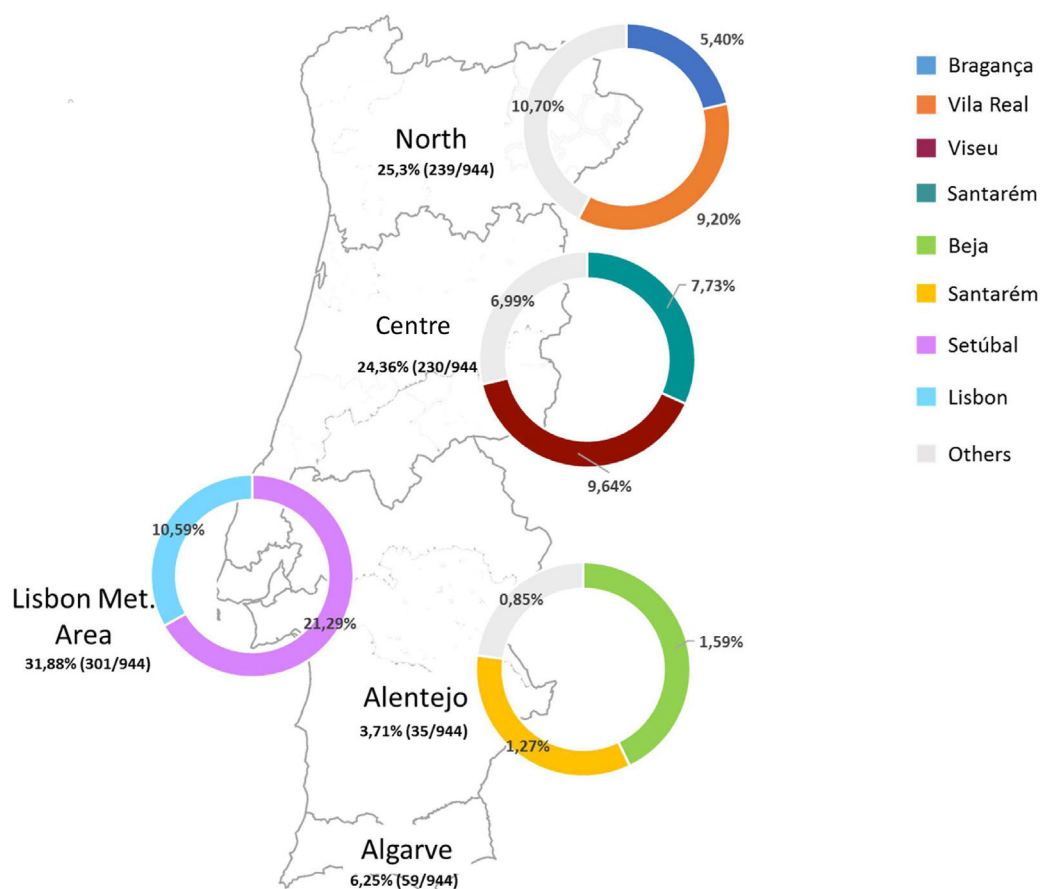 5,40%
10,70%
North
25,3% (239/944)
9,20%
7,73%
6,99%
Centre
24,36% (230/944
9,64%
10,59%
21,29%
Lisbon Met.
Area
31,88% (301/944)
0,85%
1,59%
Alentejo
3,71% (35/944)
1,27%
Algarve
6,25% (59/944)
Bragança
Vila Real
Viseu
Santarém
Beja
Santarém
Setúbal
Lisbon
Others